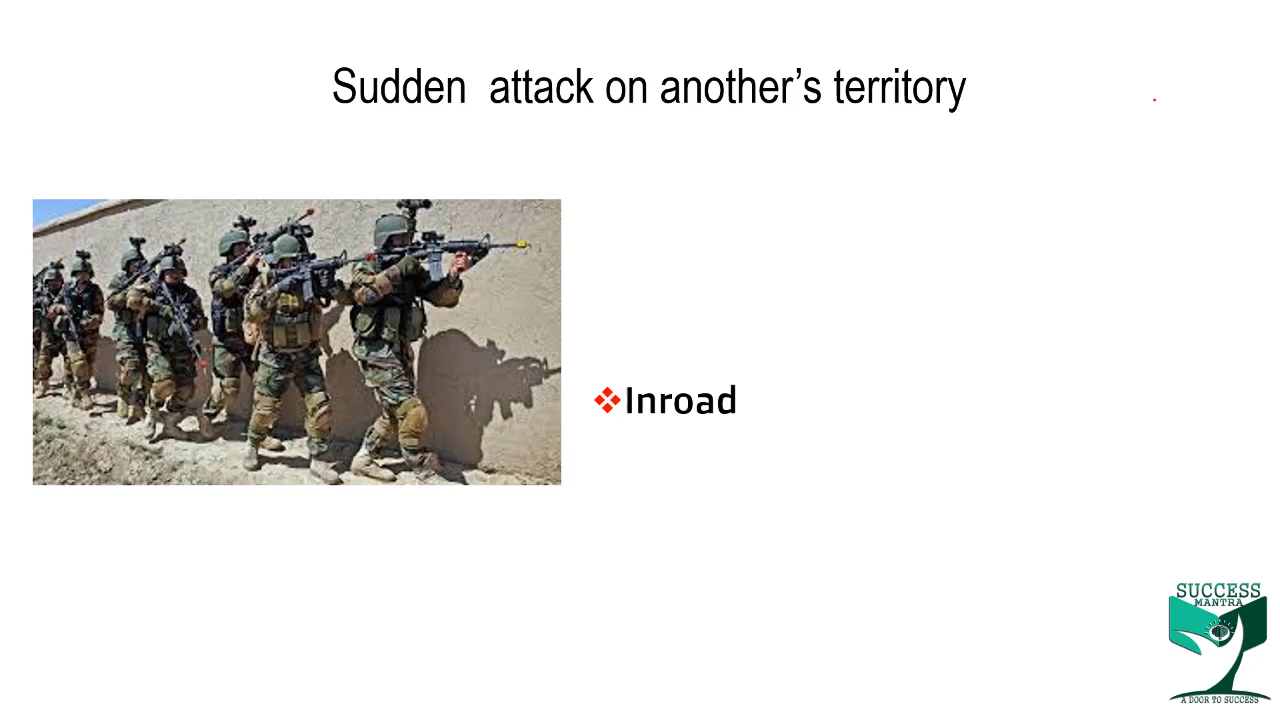 Sudden  attack on another’s territory
❖Inroad
SUCCESS
MANTRA
A DOOR TO SUCCESS